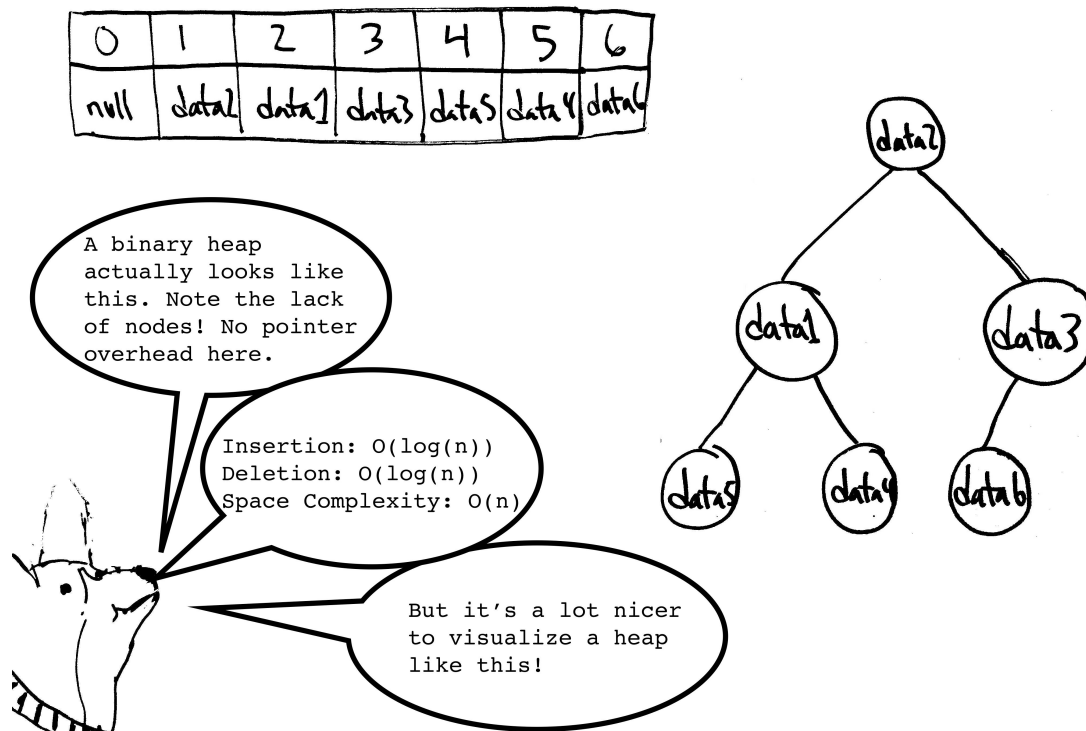 0 1 2 3 4 5 6
null data2 data1 data3 data5 data4 data6
A binary heap
actually looks like
this. Note the lack
of nodes! No pointer
overhead here.
Insertion: O(log(n))
Deletion: O(log(n))
Space Complexity: O(n)
But it's a lot nicer
to visualize a heap
like this!
data2
data1 data3
data5 data4 data6